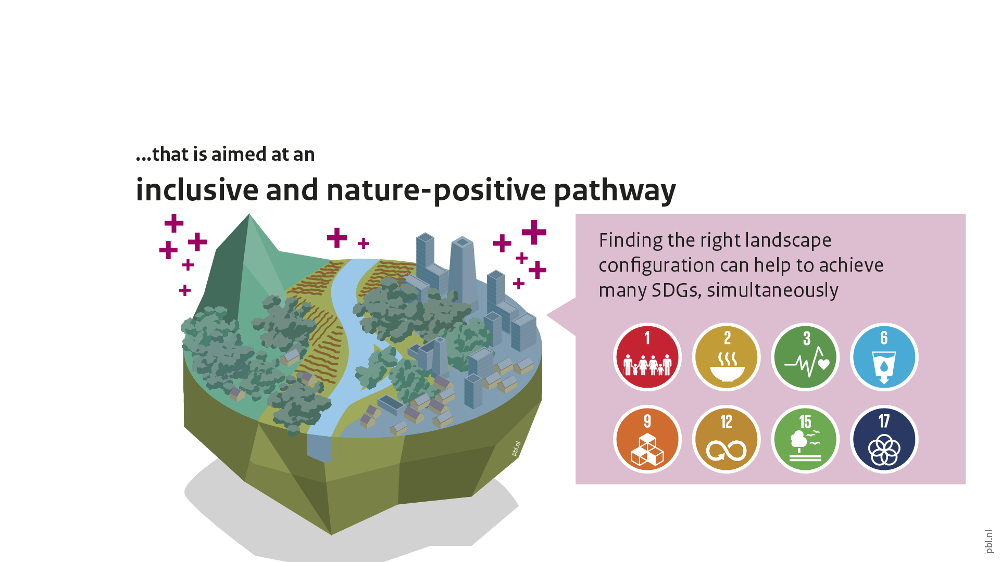 ...that is aimed at an
inclusive and nature-positive pathway
Finding the right landscape
configuration can help to achieve
many SDGs, simultaneously
1
2
3
6
9
12
15
17
pbl.nl
pbl.nl